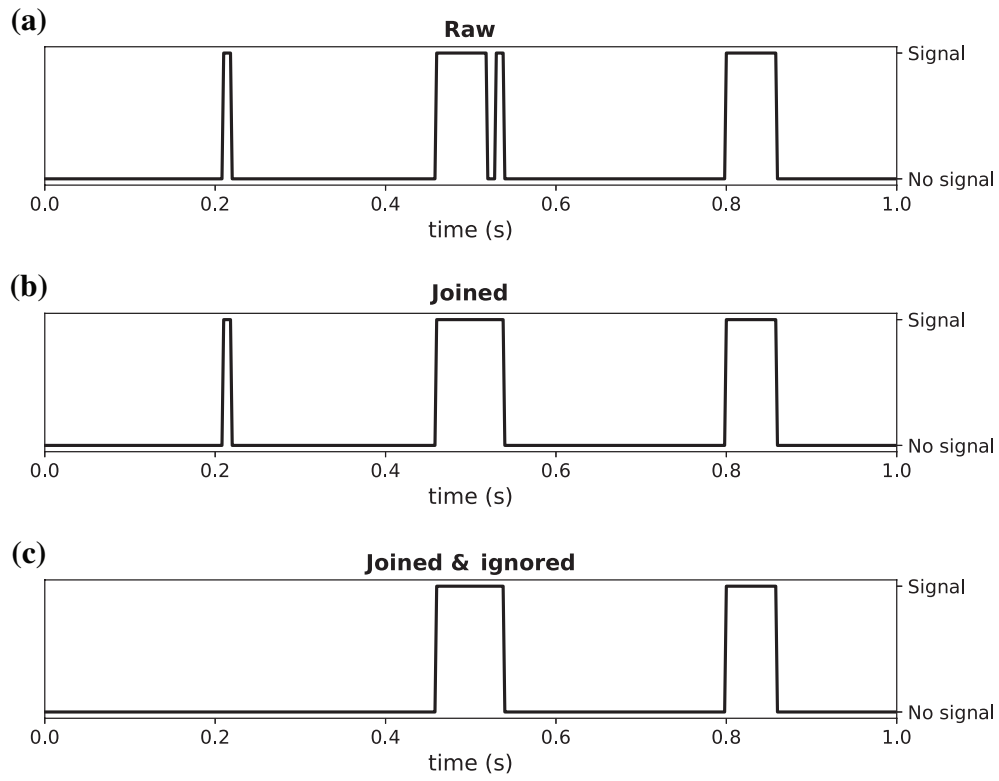 (a)
Raw
Signal
No signal
0.0 0.2 0.4 0.6 0.8 1.0
time (s)
(b)
Joined
Signal
No signal
0.0 0.2 0.4 0.6 0.8 1.0
time (s)
(c)
Joined & ignored
Signal
No signal
0.0 0.2 0.4 0.6 0.8 1.0
time (s)